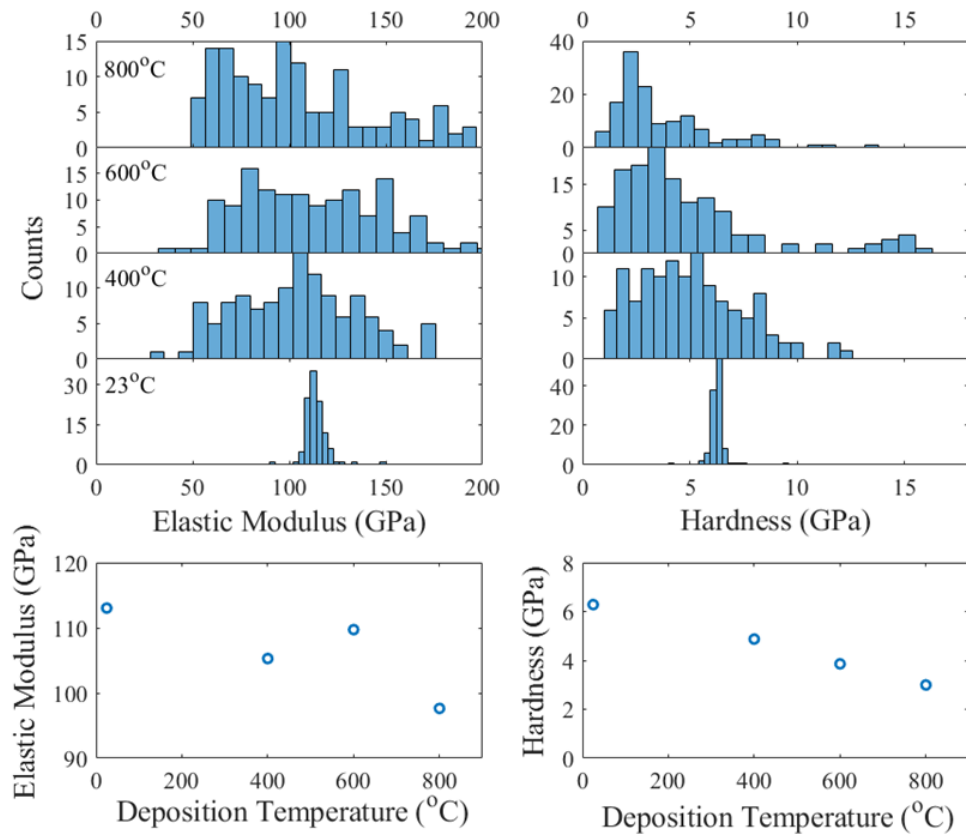 0 50 100 150 200 0 5 10 15
15 40
800°C
10
20
5
0 0
600°C
15 15
10
5 5
0 0
400°C
10 10
5 5
0 0
23°C
30 40
15 20
0 0
Counts
0 50 100 150 200 0 5 10 15
Elastic Modulus (GPa) Hardness (GPa)
120 8
110 6
4
100 2
90 0
Elastic Modulus (GPa)
Hardness (GPa)
0 200 400 600 800 0 200 400 600 800
Deposition Temperature (°C) Deposition Temperature (°C)